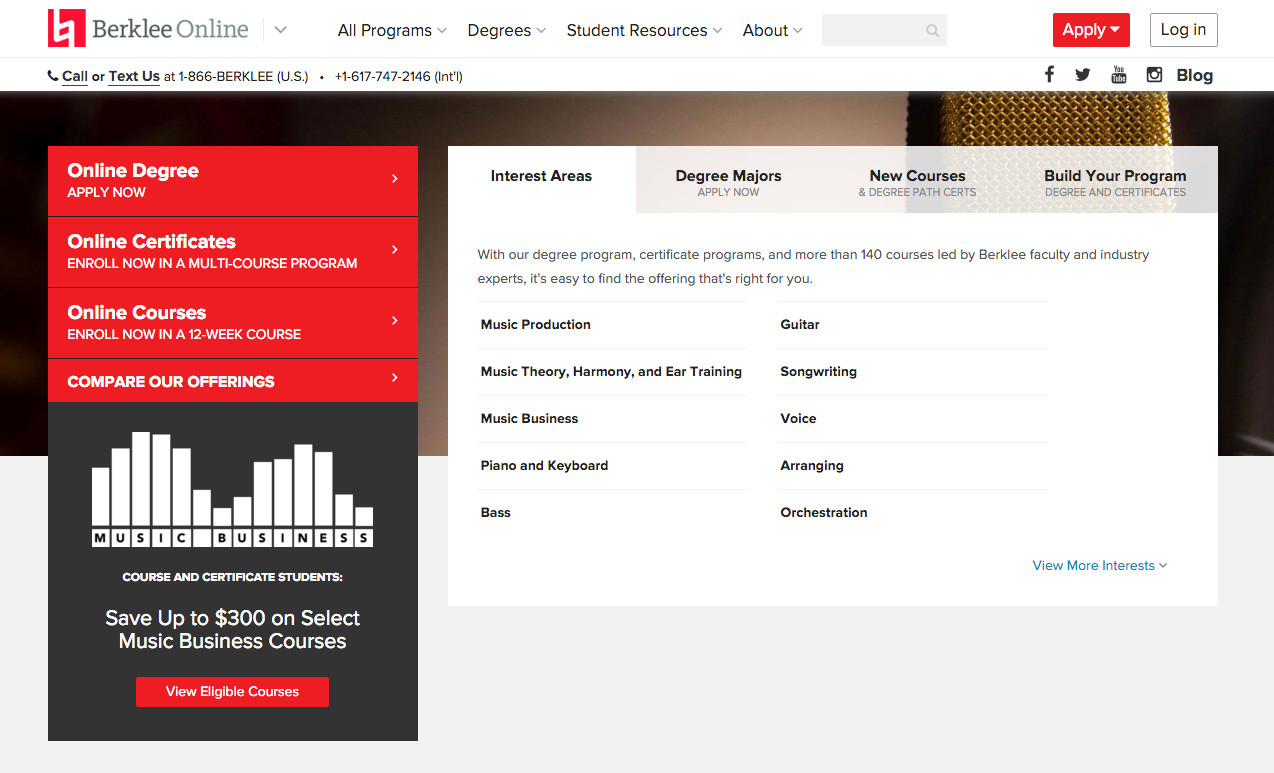 Berklee Online
All Programs
Degrees
Student Resources
About
Apply
Log in
Call or Text Us at 1-866-BERKLEE (U.S.) • +1-617-747-2146 (Int'l)
You Tube
Blog
Online Degree
APPLY NOW
Online Certificates
ENROLL NOW IN A MULTI-COURSE PROGRAM
Online Courses
ENROLL NOW IN A 12-WEEK COURSE
COMPARE OUR OFFERINGS
MUSIC BUSINESS
COURSE AND CERTIFICATE STUDENTS:
Save Up to $300 on Select
Music Business Courses
View Eligible Courses
Interest Areas
Degree Majors
APPLY NOW
New Courses
& DEGREE PATH CERTS
Build Your Program
DEGREE AND CERTIFICATES
With our degree program, certificate programs, and more than 140 courses led by Berklee faculty and industry
experts, it's easy to find the offering that's right for you.
Music Production
Guitar
Music Theory, Harmony, and Ear Training
Songwriting
Music Business
Voice
Piano and Keyboard
Arranging
Bass
Orchestration
View More Interests